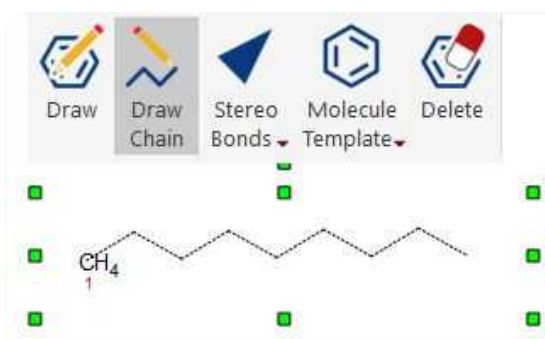 Draw
Draw Chain
Stereo Bonds
Molecule Template
Delete
CH4
1